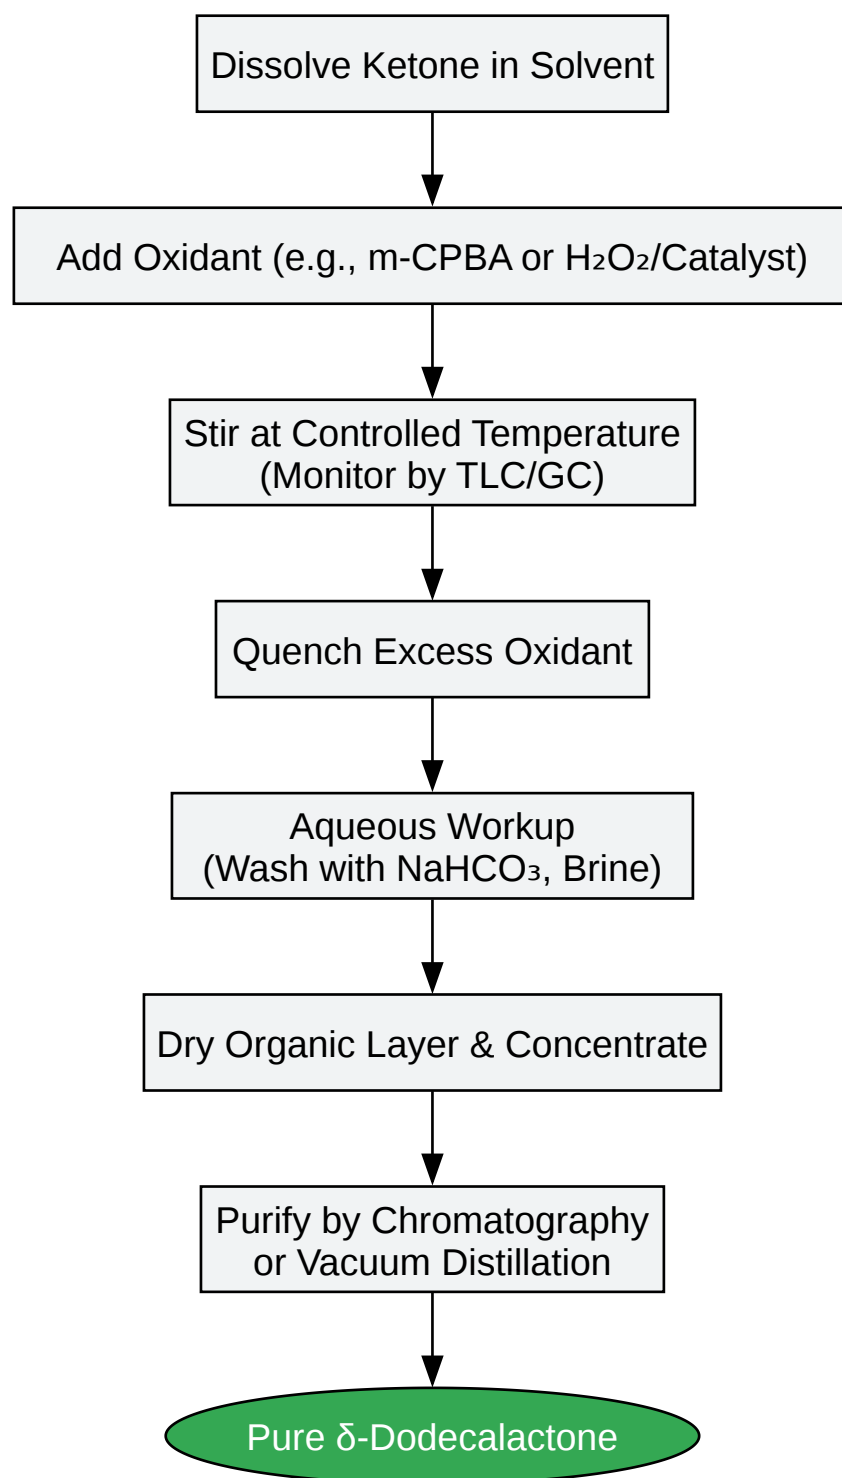 Dissolve Ketone in Solvent
Add Oxidant (e.g., m-CPBA or H₂O₂/Catalyst)
Stir at Controlled Temperature
(Monitor by TLC/GC)
Quench Excess Oxidant
Aqueous Workup
(Wash with NaHCO₃, Brine)
Dry Organic Layer & Concentrate
Purify by Chromatography
or Vacuum Distillation
Pure δ-Dodecalactone